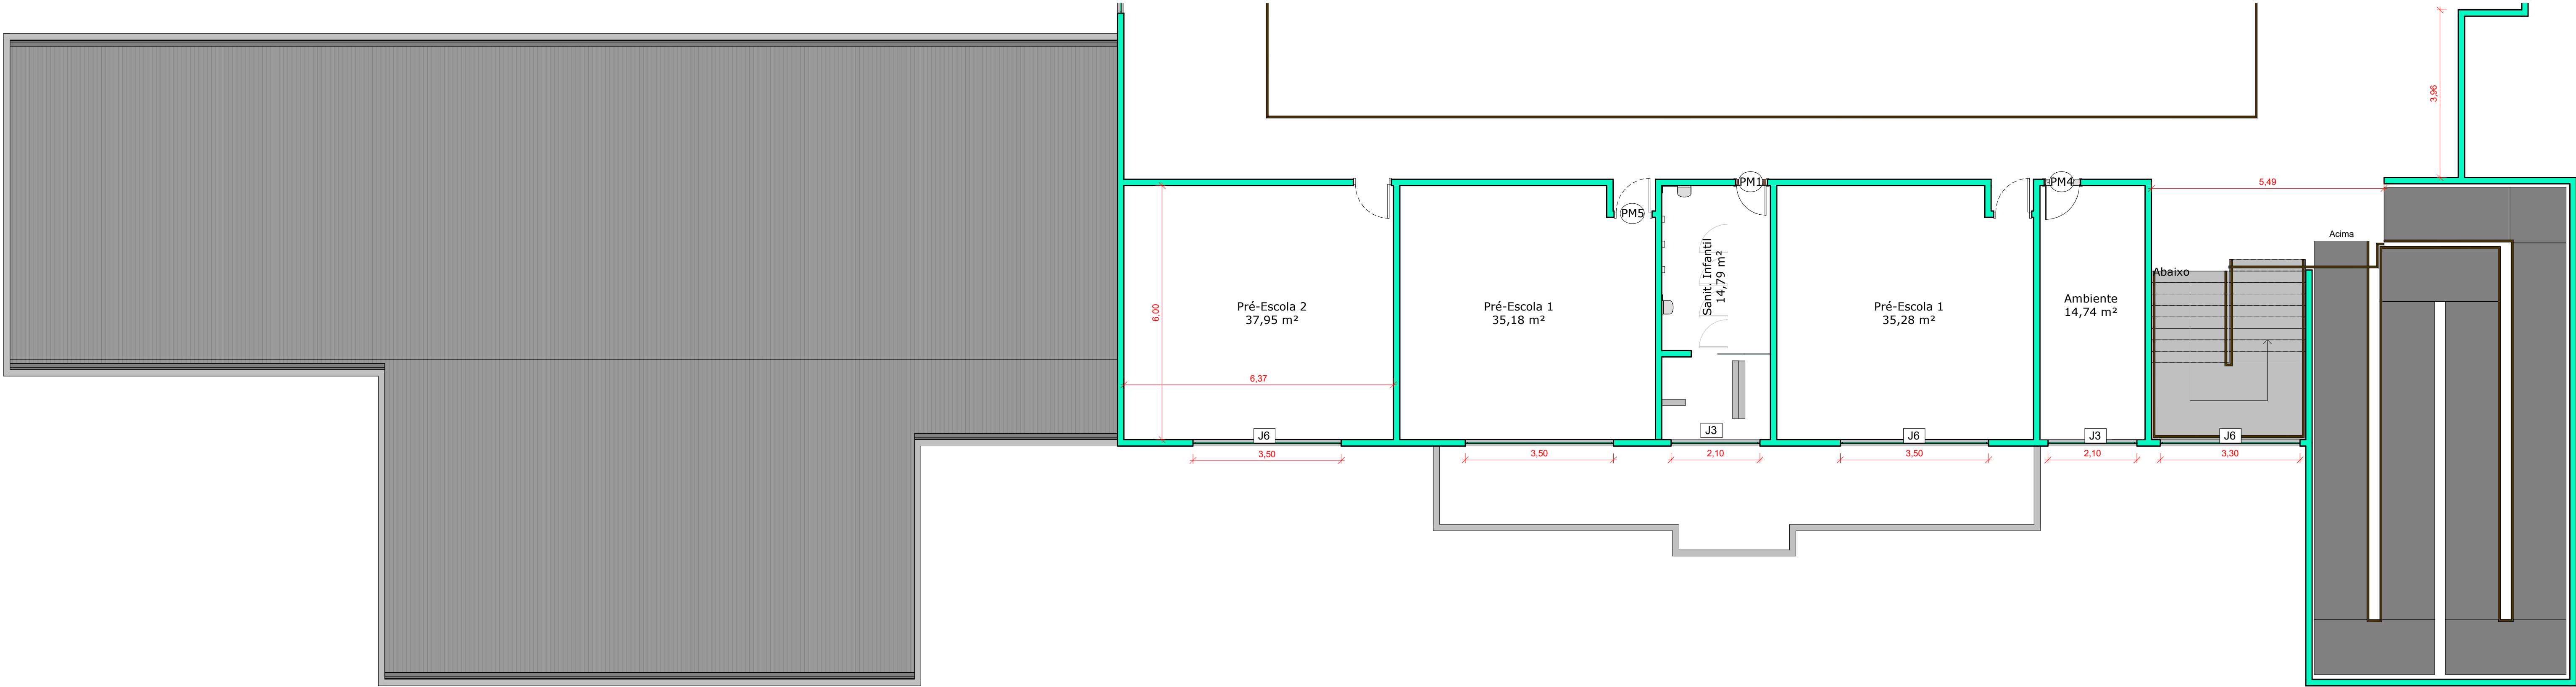 3,96
PM1
PM4
5,49
PM5
Acima
Abaixo
Sanit. Infantil
14,79 m²
Pré-Escola 2
37,95 m²
Pré-Escola 1
35,18 m²
Pré-Escola 1
35,28 m²
Ambiente
14,74 m²
6,00
6,37
J6
J3
J6
J3
J6
3,50
3,50
2,10
3,50
2,10
3,30